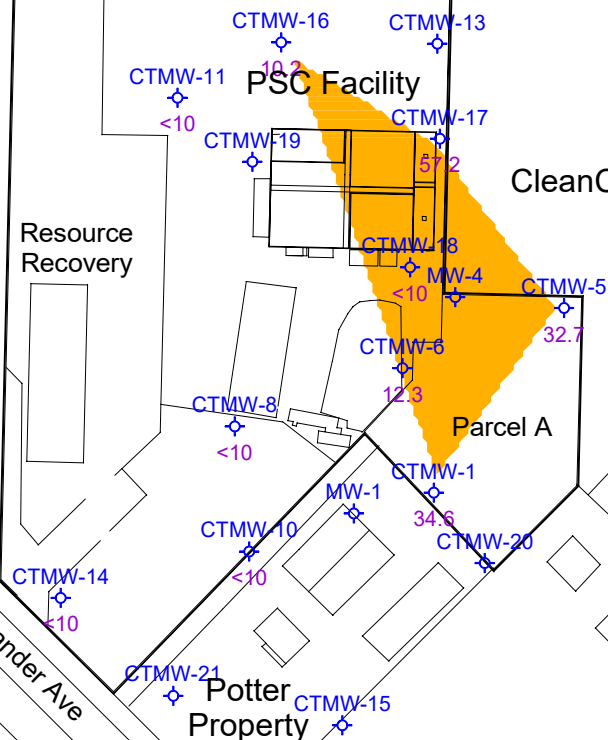 CTMW-16
CTMW-13
10.2
PSC Facility
CTMW-11
CTMW-17
<10
CTMW-19
57.2
CleanC
Resource
Recovery
CTMW-18
MW-4
CTMW-5
<10
32.7
CTMW-6
12.3
CTMW-8
Parcel A
<10
CTMW-1
MW-1
34.6
CTMW-20
CTMW-10
<10
CTMW-14
<10
ander Ave
CTMW-21
Potter
Property
CTMW-15